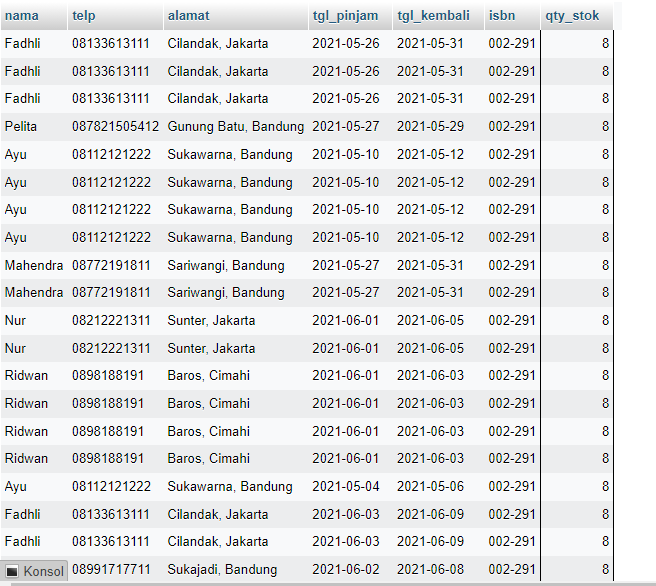 nama telp alamat tgl_pinjam tgl_kembali isbn qty_stok
Fadhli 08133613111 Cilandak, Jakarta 2021-05-26 2021-05-31 002-291 8
Fadhli 08133613111 Cilandak, Jakarta 2021-05-26 2021-05-31 002-291 8
Fadhli 08133613111 Cilandak, Jakarta 2021-05-26 2021-05-31 002-291 8
Pelita 087821505412 Gunung Batu, Bandung 2021-05-27 2021-05-29 002-291 8
Ayu 08112121222 Sukawarna, Bandung 2021-05-10 2021-05-12 002-291 8
Ayu 08112121222 Sukawarna, Bandung 2021-05-10 2021-05-12 002-291 8
Ayu 08112121222 Sukawarna, Bandung 2021-05-10 2021-05-12 002-291 8
Ayu 08112121222 Sukawarna, Bandung 2021-05-10 2021-05-12 002-291 8
Mahendra 08772191811 Sariwangi, Bandung 2021-05-27 2021-05-31 002-291 8
Mahendra 08772191811 Sariwangi, Bandung 2021-05-27 2021-05-31 002-291 8
Nur 08212221311 Sunter, Jakarta 2021-06-01 2021-06-05 002-291 8
Nur 08212221311 Sunter, Jakarta 2021-06-01 2021-06-05 002-291 8
Ridwan 0898188191 Baros, Cimahi 2021-06-01 2021-06-03 002-291 8
Ridwan 0898188191 Baros, Cimahi 2021-06-01 2021-06-03 002-291 8
Ridwan 0898188191 Baros, Cimahi 2021-06-01 2021-06-03 002-291 8
Ridwan 0898188191 Baros, Cimahi 2021-06-01 2021-06-03 002-291 8
Ayu 08112121222 Sukawarna, Bandung 2021-05-04 2021-05-06 002-291 8
Fadhli 08133613111 Cilandak, Jakarta 2021-06-03 2021-06-09 002-291 8
Fadhli 08133613111 Cilandak, Jakarta 2021-06-03 2021-06-09 002-291 8
Konsol 08991717711 Sukajadi, Bandung 2021-06-02 2021-06-08 002-291 8